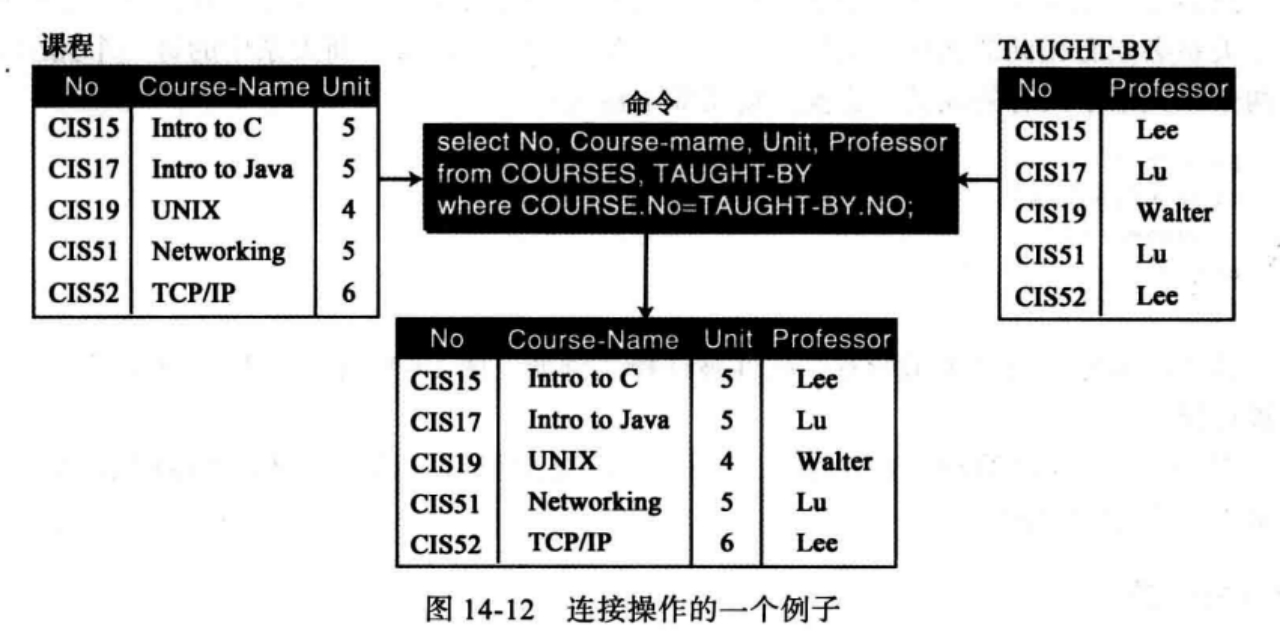 课程
No Course-Name Unit
CIS15 Intro to C 5
CIS17 Intro to Java 5
CIS19 UNIX 4
CIS51 Networking 5
CIS52 TCP/IP 6
命令
select No, Course-mame, Unit, Professor
from COURSES, TAUGHT-BY
where COURSE.No=TAUGHT-BY.NO;
TAUGHT-BY
No Professor
CIS15 Lee
CIS17 Lu
CIS19 Walter
CIS51 Lu
CIS52 Lee
No Course-Name Unit Professor
CIS15 Intro to C 5 Lee
CIS17 Intro to Java 5 Lu
CIS19 UNIX 4 Walter
CIS51 Networking 5 Lu
CIS52 TCP/IP 6 Lee
图 14-12 连接操作的一个例子